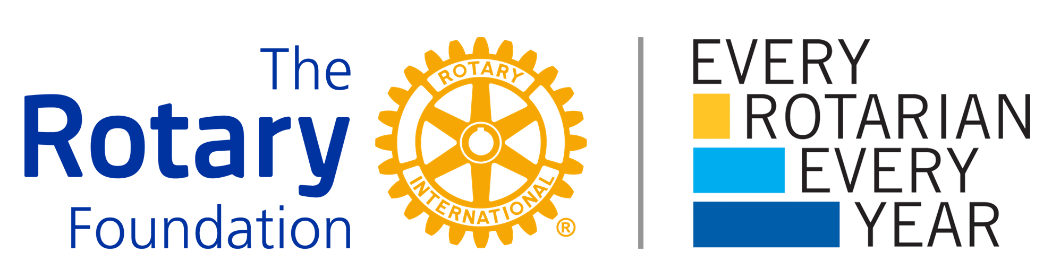 The
Rotary
Foundation
ROTARY
INTERNATIONAL
®
EVERY
ROTARIAN
EVERY
YEAR